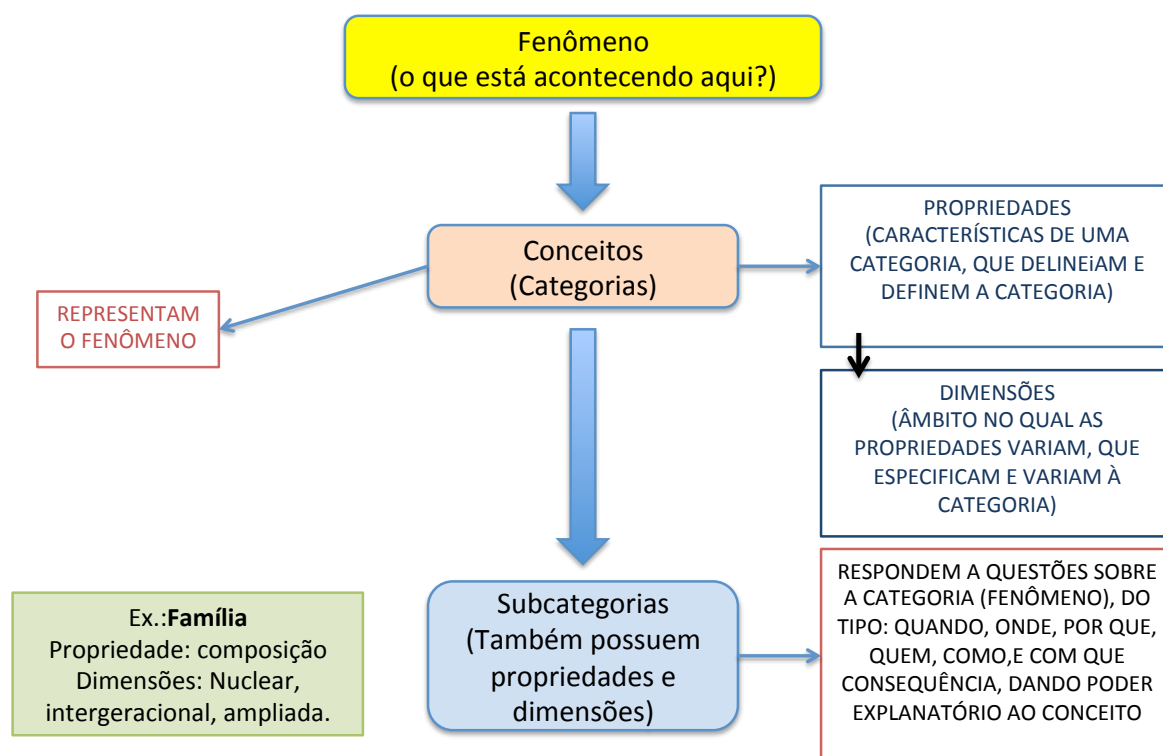 Fenômeno
(o que está acontecendo aqui?)
Conceitos
(Categorias)
PROPRIEDADES
(CARACTERÍSTICAS DE UMA
CATEGORIA, QUE DELINEiAM E
DEFINEM A CATEGORIA)
REPRESENTAM
O FENÔMENO
DIMENSÕES
(ÂMBITO NO QUAL AS
PROPRIEDADES VARIAM, QUE
ESPECIFICAM E VARIAM À
CATEGORIA)
Subcategorias
(Também possuem
propriedades e
dimensões)
RESPONDEM A QUESTÕES SOBRE
A CATEGORIA (FENÔMENO), DO
TIPO: QUANDO, ONDE, POR QUE,
QUEM, COMO,E COM QUE
CONSEQUÊNCIA, DANDO PODER
EXPLANATÓRIO AO CONCEITO
Ex.:Família
Propriedade: composição
Dimensões: Nuclear,
intergeracional, ampliada.